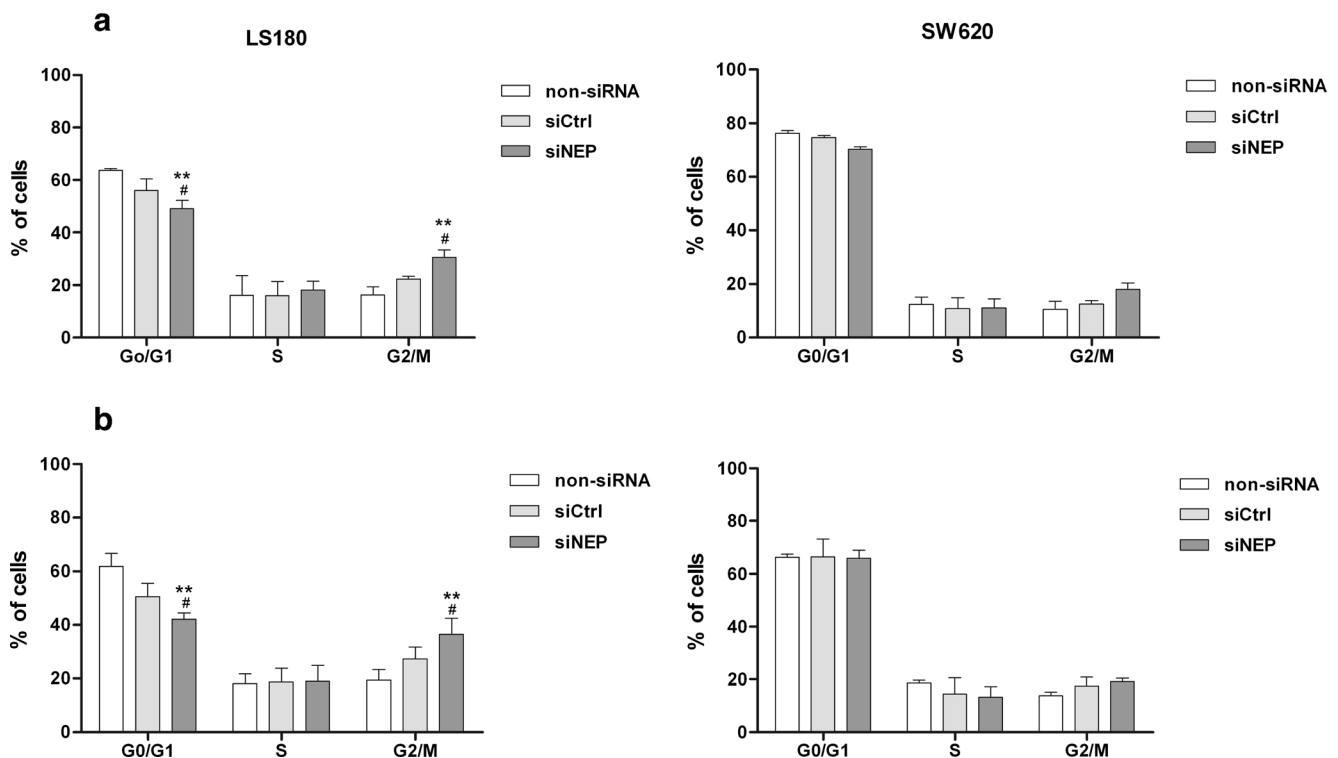 a
LS180
SW620
% of cells
100
80
60
40
20
0
**
#
**
#
Go/G1 S G2/M
non-siRNA
siCtrl
siNEP
% of cells
100
80
60
40
20
0
G0/G1 S G2/M
non-siRNA
siCtrl
siNEP
b
% of cells
100
80
60
40
20
0
**
#
**
#
G0/G1 S G2/M
non-siRNA
siCtrl
siNEP
% of cells
100
80
60
40
20
0
G0/G1 S G2/M
non-siRNA
siCtrl
siNEP